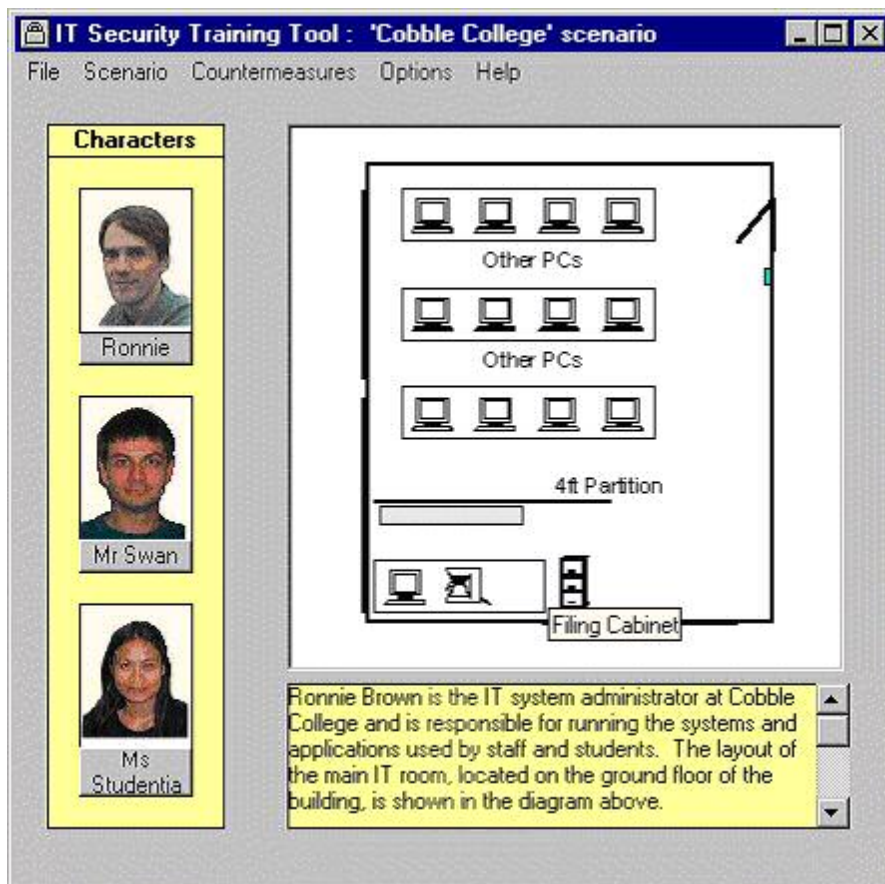 IT Security Training Tool : 'Cobble College' scenario
File Scenario Countermeasures Options Help
Characters
Ronnie
Mr Swan
Ms
Studentia
Other PCs
Other PCs
4ft Partition
Filing Cabinet
Ronnie Brown is the IT system administrator at Cobble
College and is responsible for running the systems and
applications used by staff and students. The layout of
the main IT room, located on the ground floor of the
building, is shown in the diagram above.